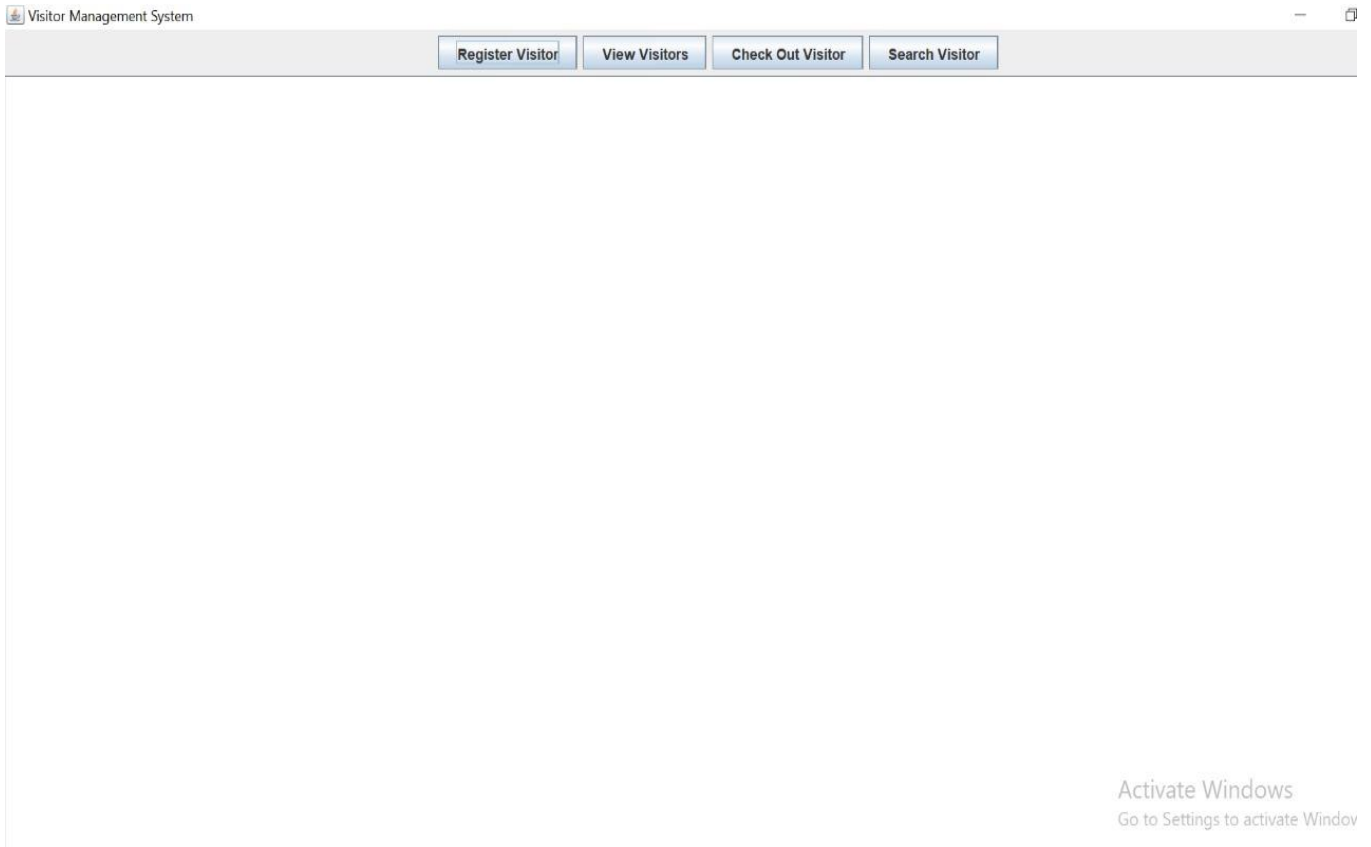 Visitor Management System
Register Visitor View Visitors Check Out Visitor Search Visitor
Activate Windows
Go to Settings to activate Window